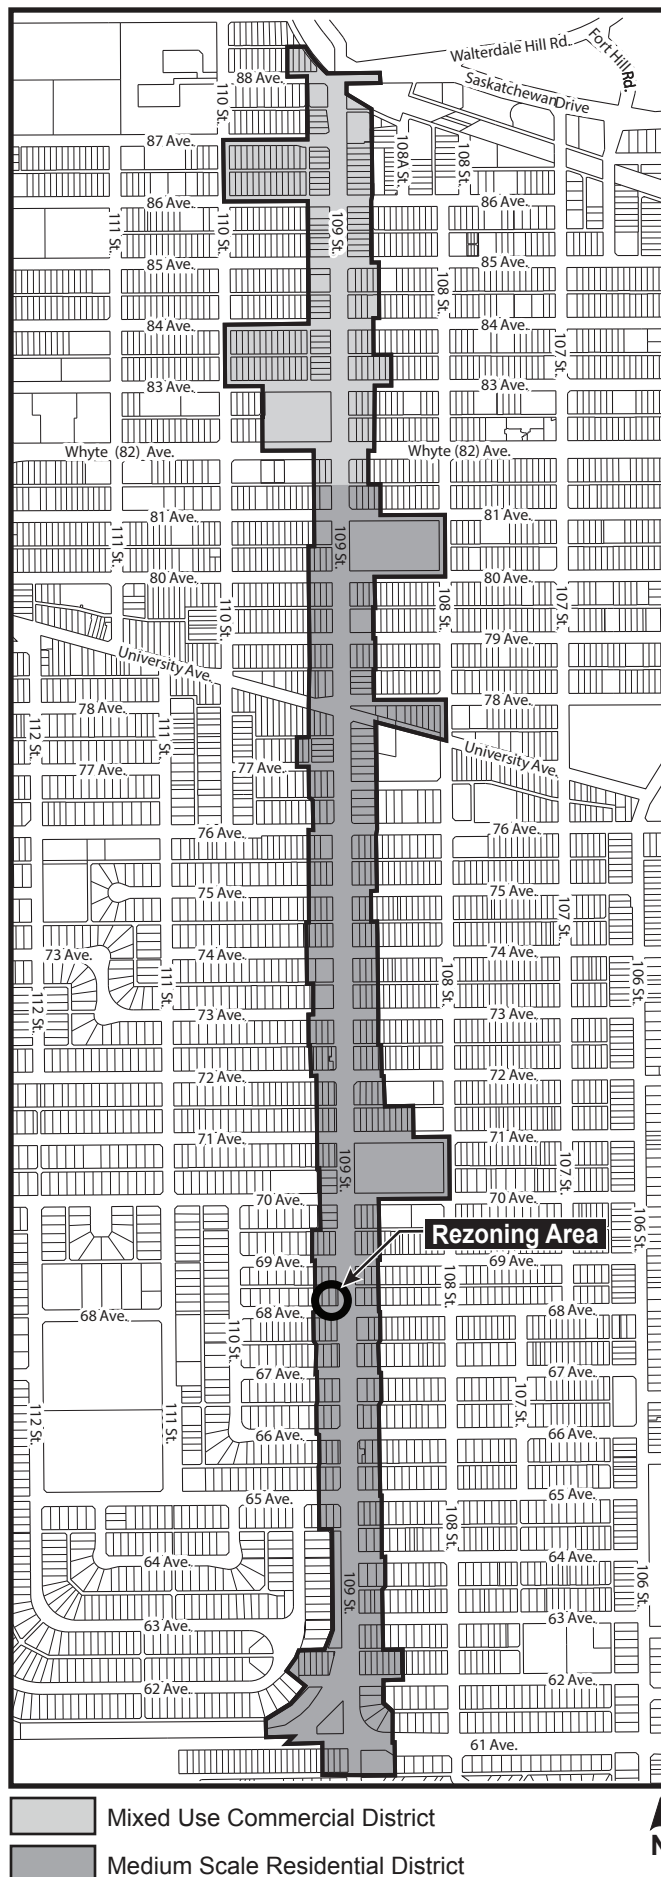 Walterdale Hill Rd.
Fort Hill Rd.
Saskatchewan Drive
88 Ave.
110 St.
87 Ave.
108A St.
108 St.
86 Ave.
86 Ave.
111 St.
110 St.
109 St.
85 Ave.
85 Ave.
108 St.
84 Ave.
84 Ave.
107 St.
83 Ave.
83 Ave.
Whyte (82) Ave.
Whyte (82) Ave.
81 Ave.
81 Ave.
111 St.
109 St.
80 Ave.
80 Ave.
110 St.
108 St.
107 St.
79 Ave.
University Ave.
78 Ave.
78 Ave.
112 St.
111 St.
University Ave.
77 Ave.
77 Ave.
76 Ave.
76 Ave.
75 Ave.
75 Ave.
107 St.
73 Ave.
74 Ave.
74 Ave.
112 St.
111 St.
108 St.
106 St.
73 Ave.
73 Ave.
72 Ave.
72 Ave.
71 Ave.
71 Ave.
109 St.
107 St.
70 Ave.
70 Ave.
106 St.
Rezoning Area
69 Ave.
69 Ave.
108 St.
68 Ave.
68 Ave.
68 Ave.
110 St.
67 Ave.
67 Ave.
112 St.
111 St.
107 St.
66 Ave.
66 Ave.
65 Ave.
65 Ave.
108 St.
64 Ave.
64 Ave.
109 St.
106 St.
63 Ave.
63 Ave.
62 Ave.
62 Ave.
61 Ave.
Mixed Use Commercial District
Medium Scale Residential District